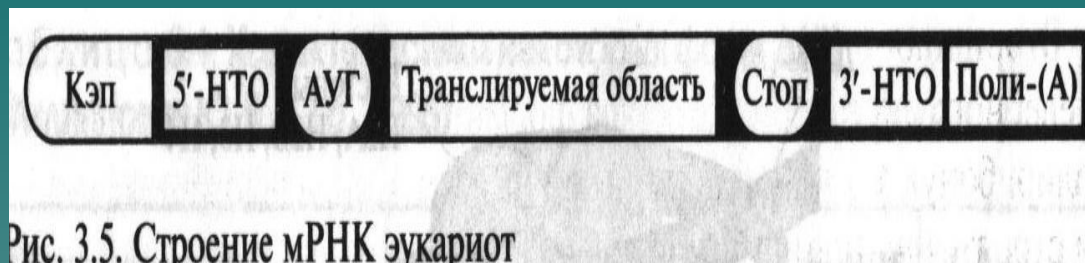 Кэп 5'-НТО АУГ Транслируемая область Стоп 3'-НТО Поли-(А)
Рис. 3.5. Строение мРНК эукариот